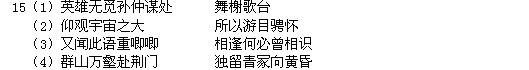 15（1）英雄无觅孙仲谋处 舞榭歌台
（2）仰观宇宙之大 所以游目骋怀
（3）又闻此语重唧唧 相逢何必曾相识
（4）群山万壑赴荆门 独留青冢向黄昏